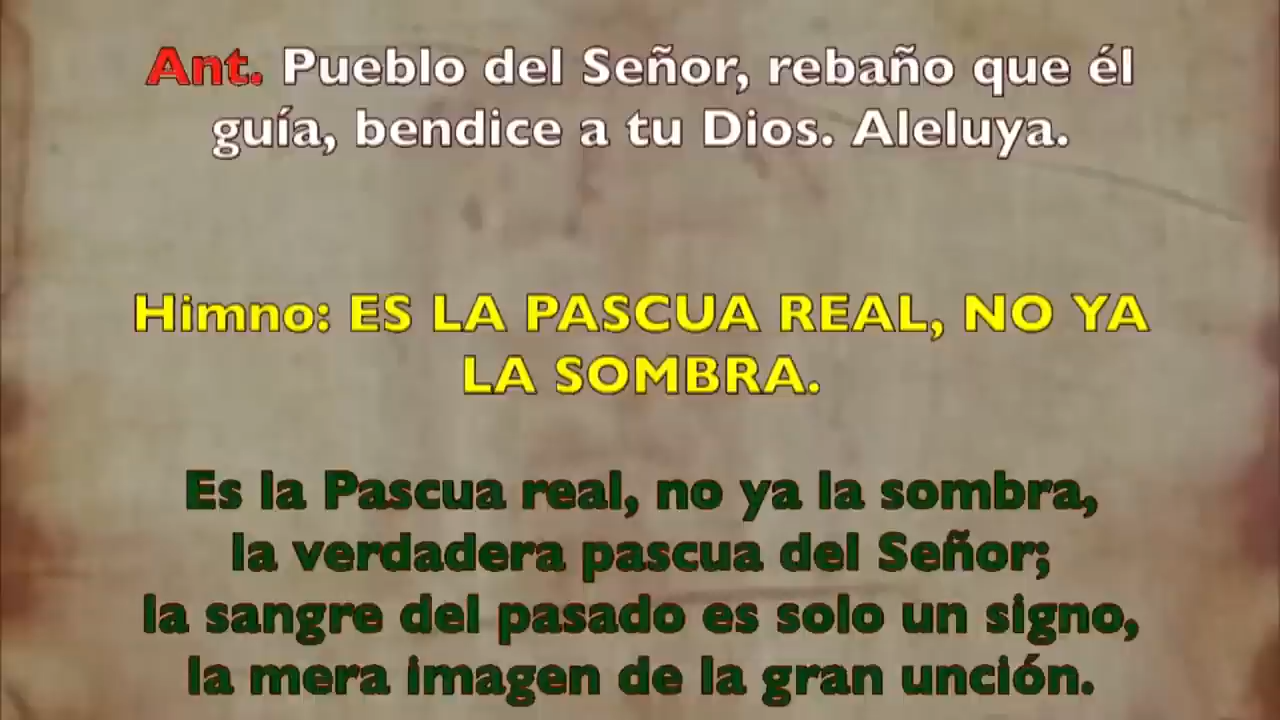 Ant. Pueblo del Señor, rebaño que él
guía, bendice a tu Dios. Aleluya.
Himno: ES LA PASCUA REAL, NO YA
LA SOMBRA.
Es la Pascua real, no ya la sombra,
la verdadera pascua del Señor;
la sangre del pasado es solo un signo,
la mera imagen de la gran unción.